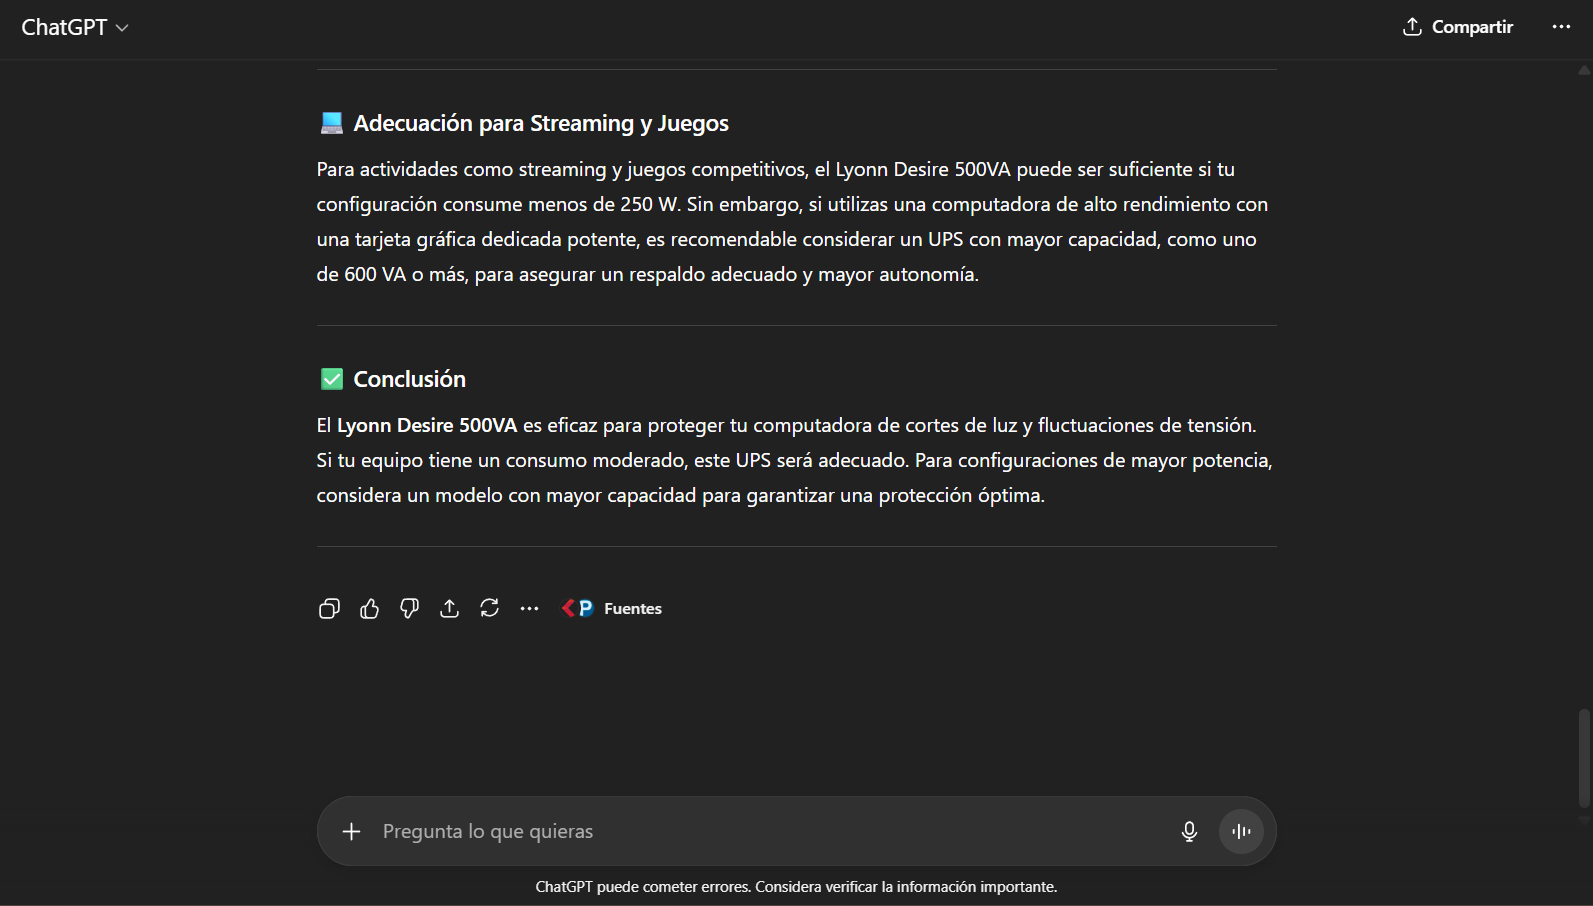 ChatGPT
Compartir
Adecuación para Streaming y Juegos
Para actividades como streaming y juegos competitivos, el Lyonn Desire 500VA puede ser suficiente si tu
configuración consume menos de 250 W. Sin embargo, si utilizas una computadora de alto rendimiento con
una tarjeta gráfica dedicada potente, es recomendable considerar un UPS con mayor capacidad, como uno
de 600 VA o más, para asegurar un respaldo adecuado y mayor autonomía.
Conclusión
El Lyonn Desire 500VA es eficaz para proteger tu computadora de cortes de luz y fluctuaciones de tensión.
Si tu equipo tiene un consumo moderado, este UPS será adecuado. Para configuraciones de mayor potencia,
considera un modelo con mayor capacidad para garantizar una protección óptima.
P Fuentes
Pregunta lo que quieras
ChatGPT puede cometer errores. Considera verificar la información importante.